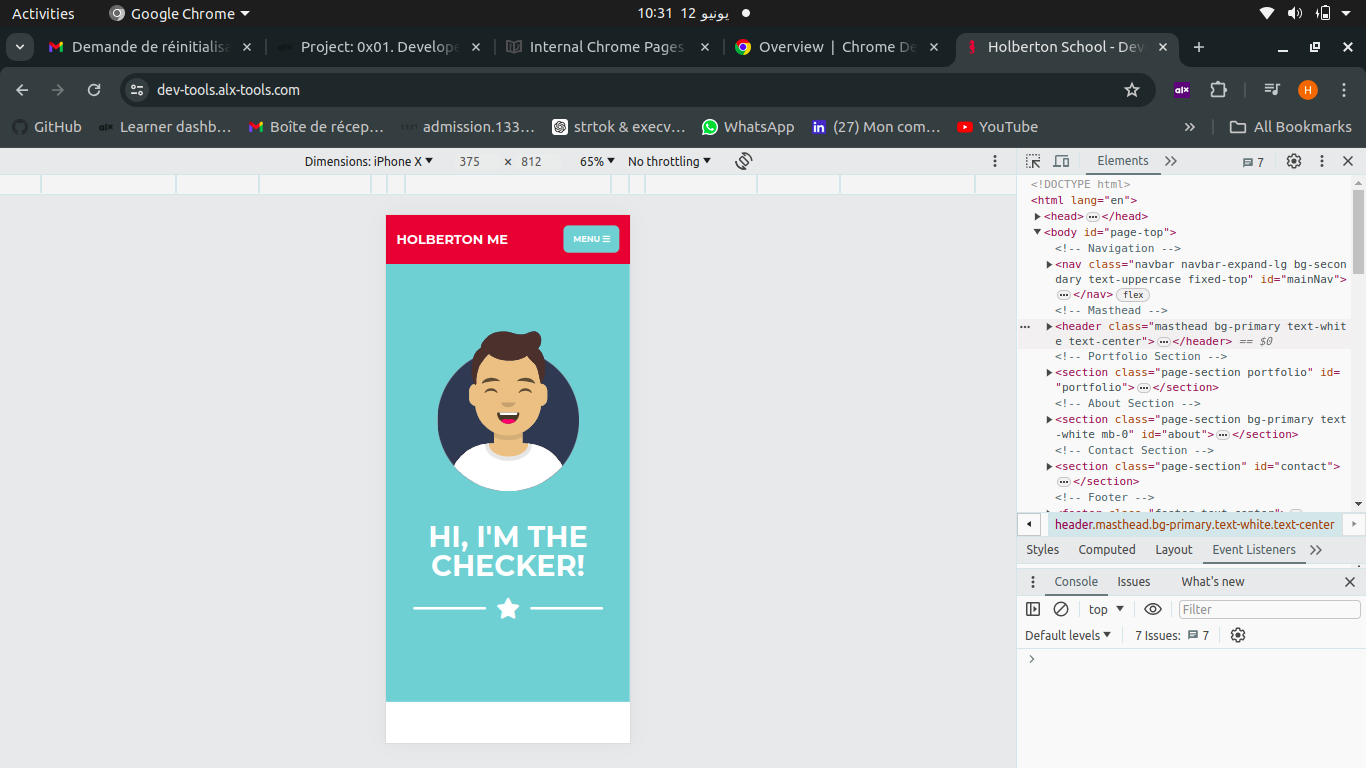 Activities
Google Chrome
10:31 12 يونيو
Demande de réinitialisa
Project: 0x01. Develope
Internal Chrome Pages
Overview | Chrome De
Holberton School - Dev
dev-tools.alx-tools.com
alx
H
GitHub
alx
Learner dashb…
Boîte de récep…
admission.133…
strtok & execv…
WhatsApp
in
(27) Mon com…
YouTube
All Bookmarks
Dimensions: iPhone X
375 × 812
65%
No throttling
HOLBERTON ME
MENU
HI, I'M THE
CHECKER!
Elements
7
<!DOCTYPE html>
<html lang="en">
<head>…</head>
<body id="page-top">
<!-- Navigation -->
<nav class="navbar navbar-expand-lg bg-secon
dary text-uppercase fixed-top" id="mainNav">
…</nav> flex
<!-- Masthead -->
<header class="masthead bg-primary text-whit
e text-center">…</header> == $0
<!-- Portfolio Section -->
<section class="page-section portfolio" id=
"portfolio">…</section>
<!-- About Section -->
<section class="page-section bg-primary text
-white mb-0" id="about">…</section>
<!-- Contact Section -->
<section class="page-section" id="contact">
…</section>
<!-- Footer -->
header.masthead.bg-primary.text-white.text-center
Styles
Computed
Layout
Event Listeners
Console
Issues
What's new
top
Filter
Default levels
7 Issues:
7